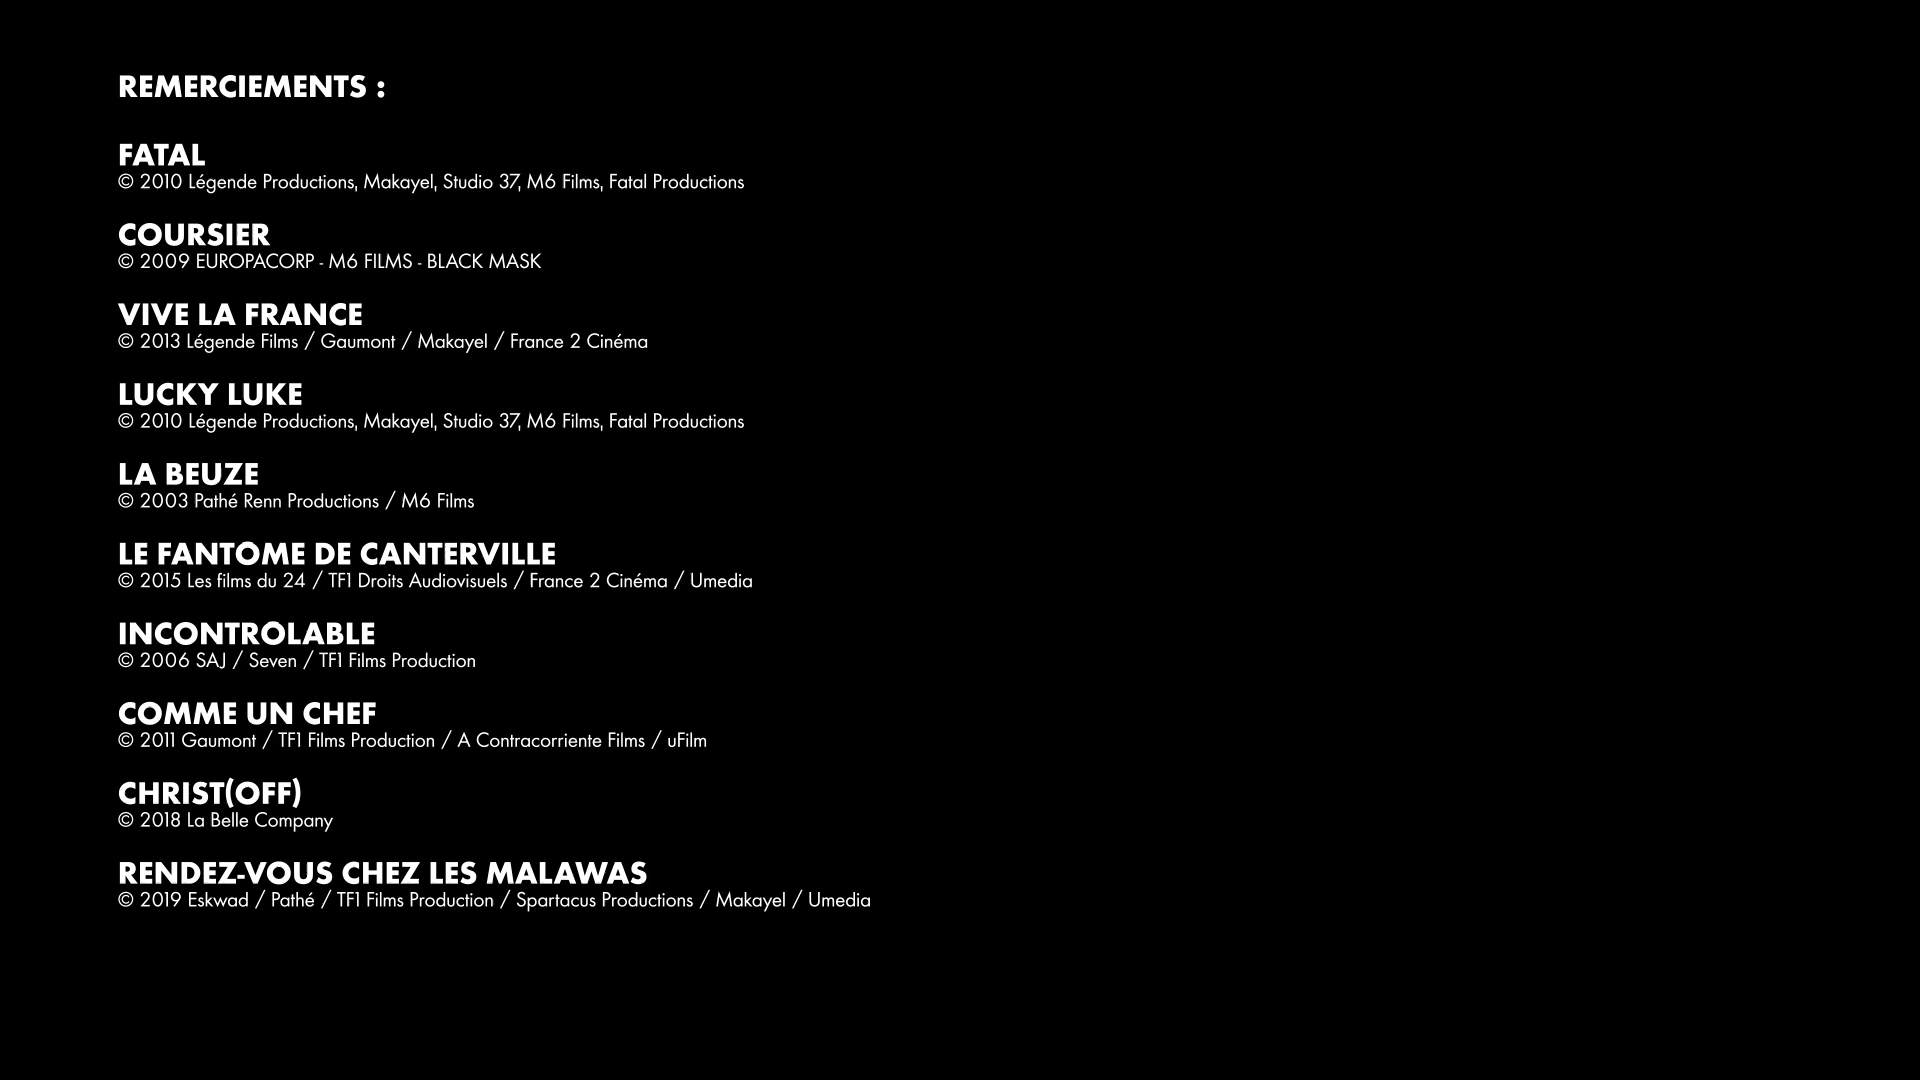 REMERCIEMENTS :
FATAL
© 2010 Légende Productions, Makayel, Studio 37, M6 Films, Fatal Productions
COURSIER
© 2009 EUROPACORP - M6 FILMS - BLACK MASK
VIVE LA FRANCE
© 2013 Légende Films / Gaumont / Makayel / France 2 Cinéma
LUCKY LUKE
© 2010 Légende Productions, Makayel, Studio 37, M6 Films, Fatal Productions
LA BEUZE
© 2003 Pathé Renn Productions / M6 Films
LE FANTÔME DE CANTERVILLE
© 2015 Les films du 24 / TF1 Droits Audiovisuels / France 2 Cinéma / Umedia
INCONTRÔLABLE
© 2006 SAJ / Seven / TF1 Films Production
COMME UN CHEF
© 2011 Gaumont / TF1 Films Production / A Contracorriente Films / uFilm
CHRIST(OFF)
© 2018 La Belle Company
RENDEZ-VOUS CHEZ LES MALAWAS
© 2019 Eskwad / Pathé / TF1 Films Production / Spartacus Productions / Makayel / Umedia